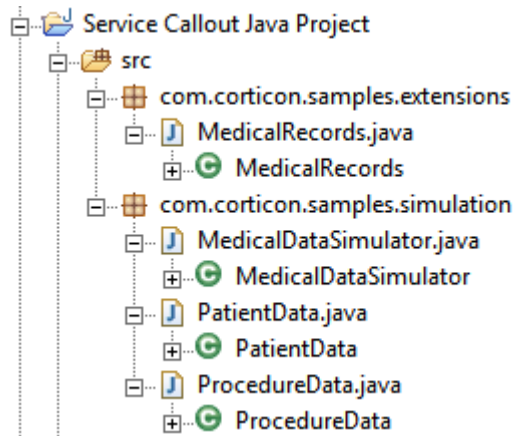 Service Callout Java Project
src
com.corticon.samples.extensions
MedicalRecords.java
MedicalRecords
com.corticon.samples.simulation
MedicalDataSimulator.java
MedicalDataSimulator
PatientData.java
PatientData
ProcedureData.java
ProcedureData